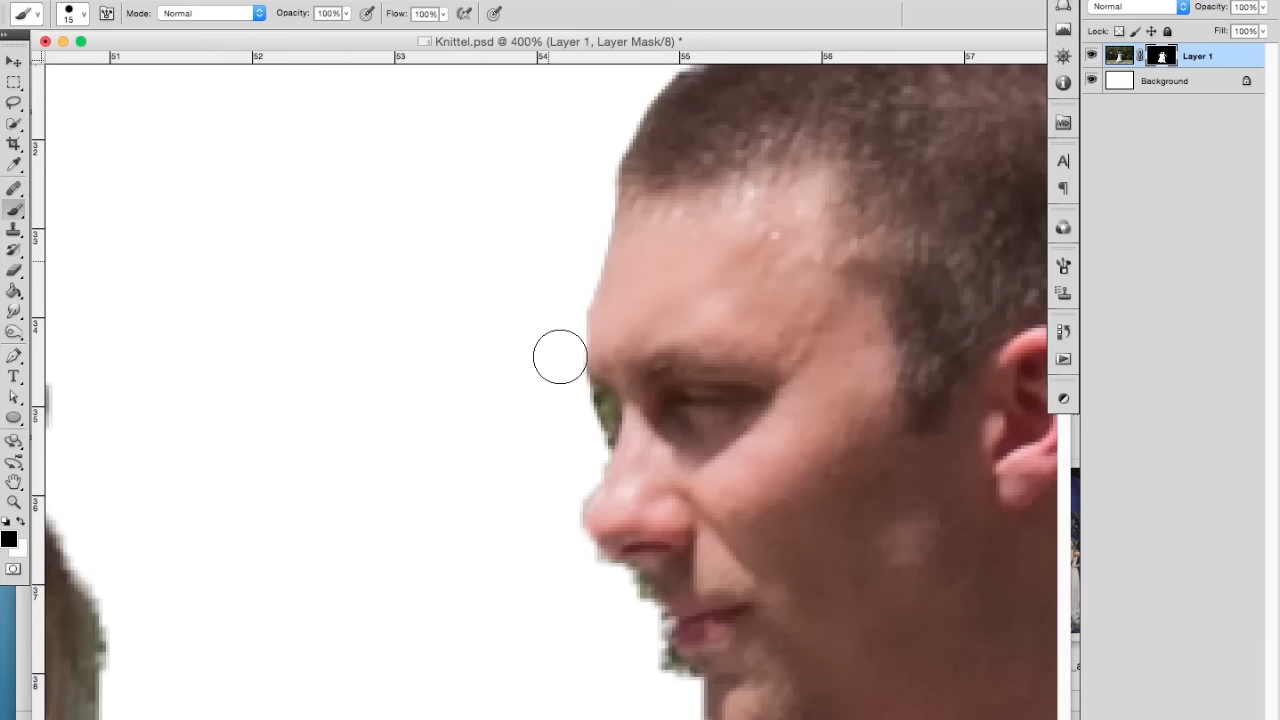 Mode: Normal Opacity: 100% Flow: 100%
15
Normal Opacity: 100%
Knittel.psd @ 400% (Layer 1, Layer Mask/8) *
Lock: Fill: 100%
51 52 53 54 55 56 57
Layer 1
Background
32
33
34
35
36
37
38
Mb
A
T